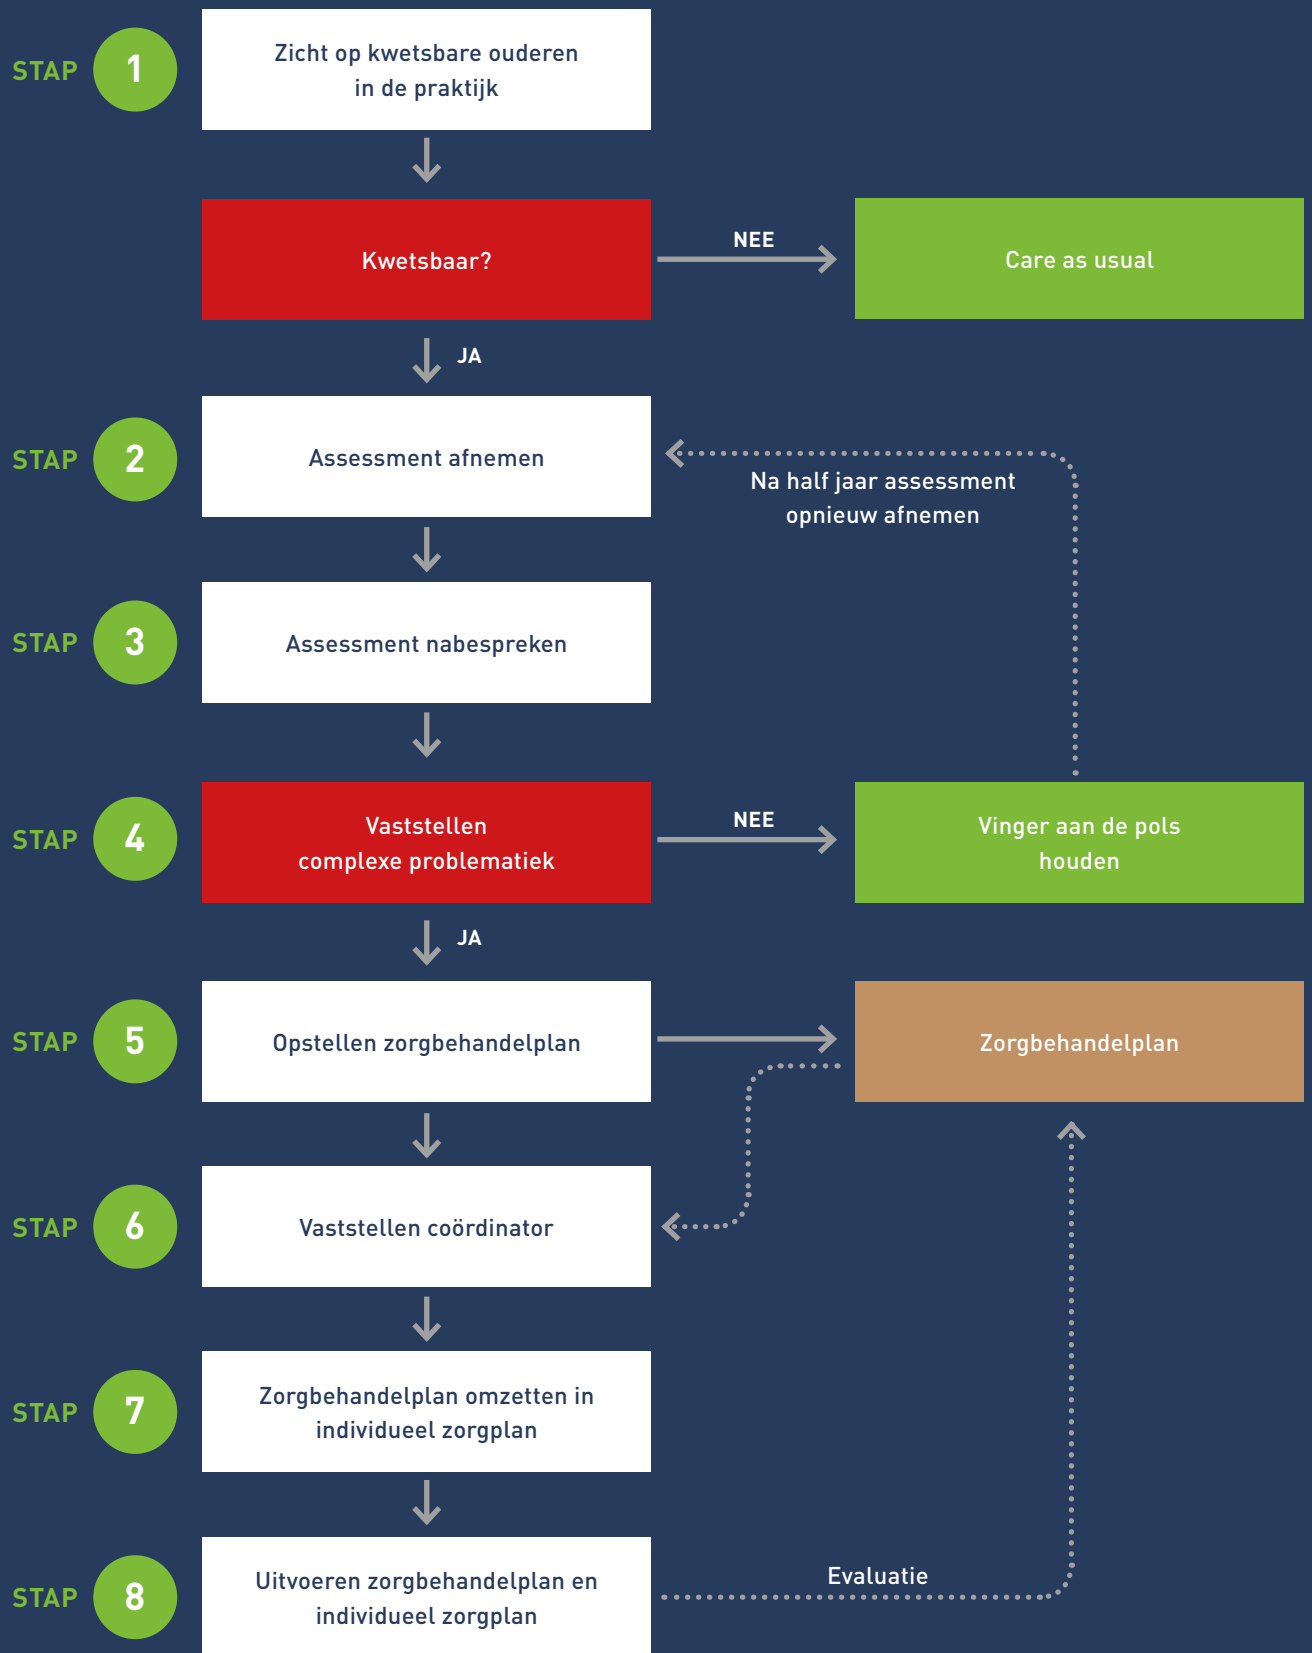 STAP 1
Zicht op kwetsbare ouderen
in de praktijk
Kwetsbaar?
NEE
Care as usual
JA
STAP 2
Assessment afnemen
Na half jaar assessment
opnieuw afnemen
STAP 3
Assessment nabespreken
STAP 4
Vaststellen
complexe problematiek
NEE
Vinger aan de pols
houden
JA
STAP 5
Opstellen zorgbehandelplan
Zorgbehandelplan
STAP 6
Vaststellen coördinator
STAP 7
Zorgbehandelplan omzetten in
individueel zorgplan
STAP 8
Uitvoeren zorgbehandelplan en
individueel zorgplan
Evaluatie